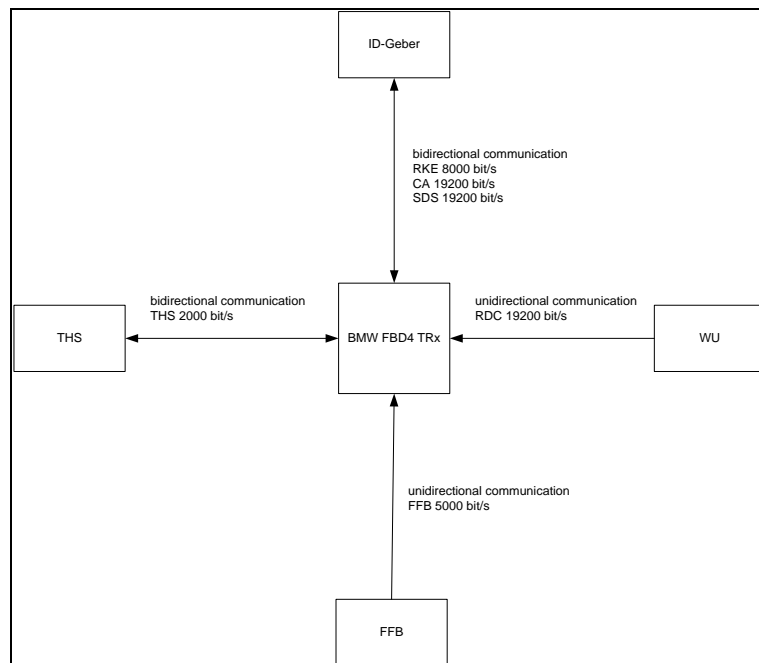 ID-Geber
bidirectional communication
RKE 8000 bit/s
CA 19200 bit/s
SDS 19200 bit/s
bidirectional communication
THS 2000 bit/s
unidirectional communication
RDC 19200 bit/s
THS
BMW FBD4 TRx
WU
unidirectional communication
FFB 5000 bit/s
FFB